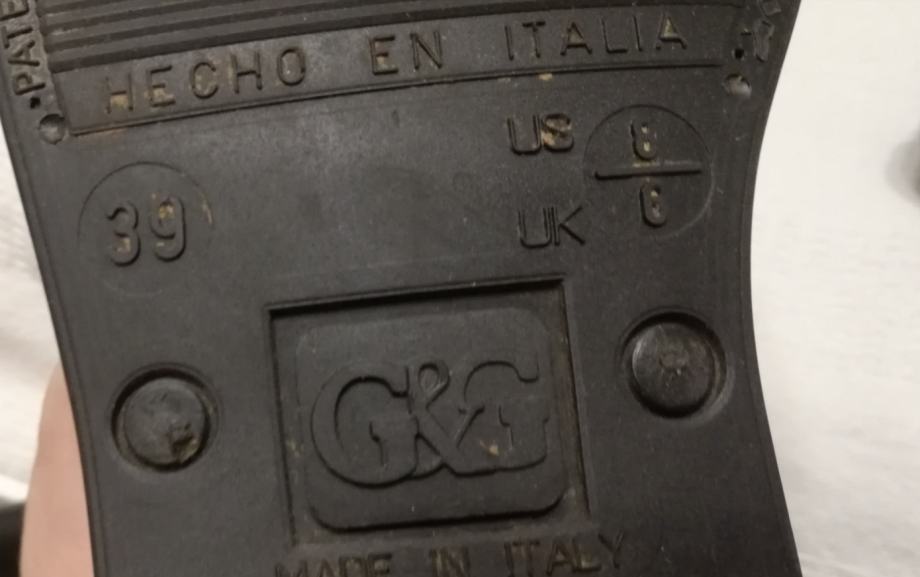 HECHO EN ITALIA
US 8
39
UK 6
G&G
MADE IN ITALY